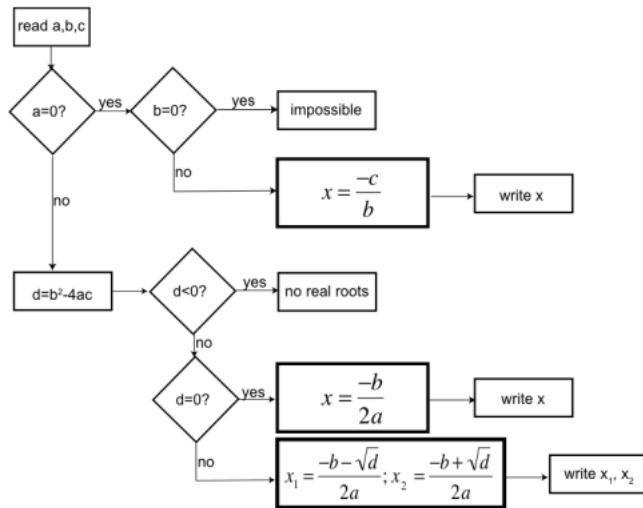 read a,b,c
a=0?
yes
b=0?
yes
impossible
no
x = -c/b
write x
no
d=b²-4ac
d<0?
yes
no real roots
no
d=0?
yes
x = -b/2a
write x
no
x₁ = -b-√d/2a; x₂ = -b+√d/2a
write x₁, x₂